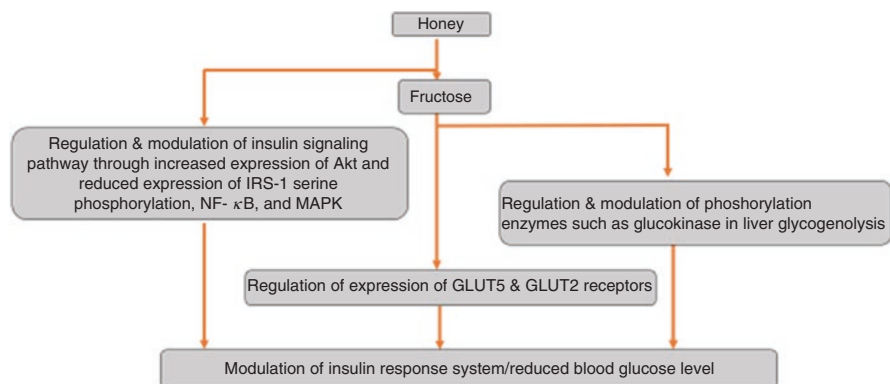 Honey
Fructose
Regulation & modulation of insulin signaling
pathway through increased expression of Akt and
reduced expression of IRS-1 serine
phosphorylation, NF- κB, and MAPK
Regulation & modulation of phoshorylation
enzymes such as glucokinase in liver glycogenolysis
Regulation of expression of GLUT5 & GLUT2 receptors
Modulation of insulin response system/reduced blood glucose level